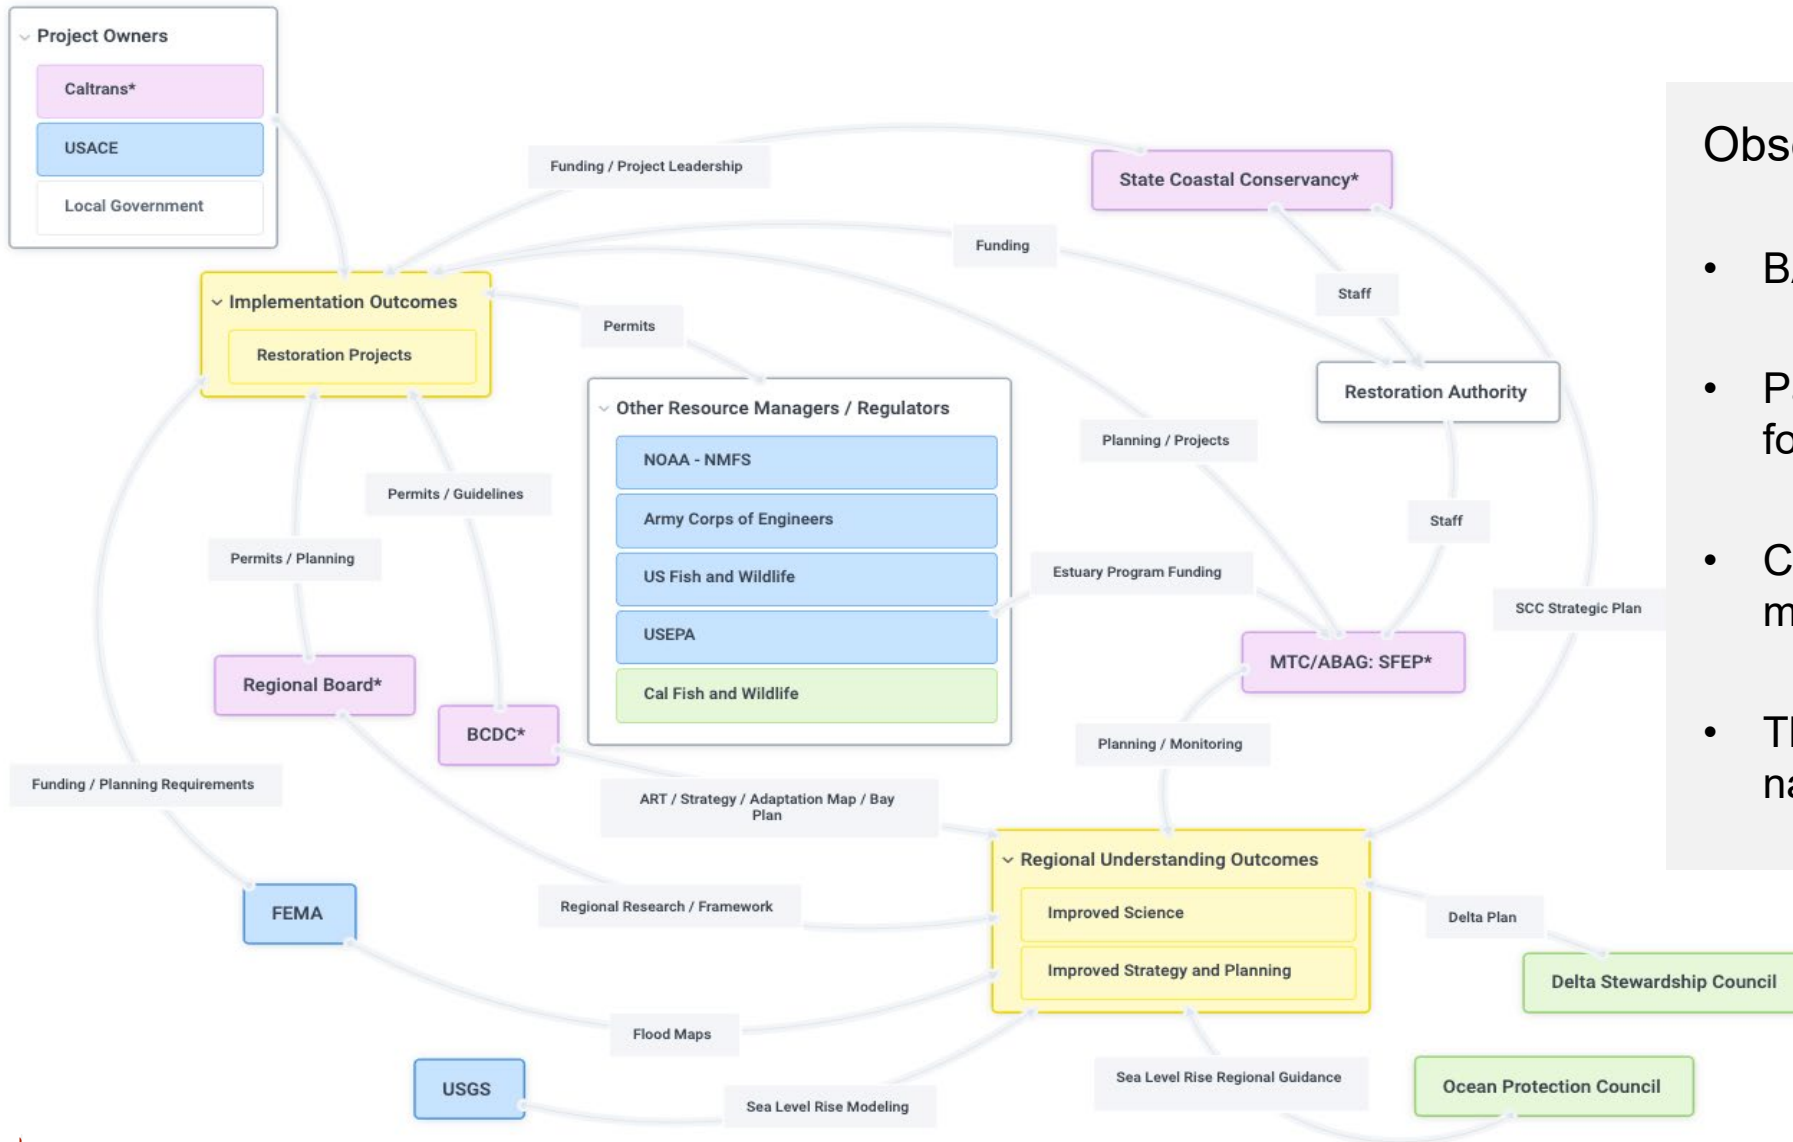 Project Owners
Caltrans*
USACE
Local Government
Funding / Project Leadership
State Coastal Conservancy*
Funding
Staff
Implementation Outcomes
Restoration Projects
Permits
Restoration Authority
Other Resource Managers / Regulators
NOAA - NMFS
Army Corps of Engineers
US Fish and Wildlife
USEPA
Cal Fish and Wildlife
Planning / Projects
Permits / Guidelines
Staff
Permits / Planning
Estuary Program Funding
SCC Strategic Plan
MTC/ABAG: SFEP*
Regional Board*
BCDC*
Planning / Monitoring
Funding / Planning Requirements
ART / Strategy / Adaptation Map / Bay
Plan
Regional Understanding Outcomes
Improved Science
Improved Strategy and Planning
FEMA
Regional Research / Framework
Delta Plan
Delta Stewardship Council
Flood Maps
USGS
Sea Level Rise Modeling
Sea Level Rise Regional Guidance
Ocean Protection Council